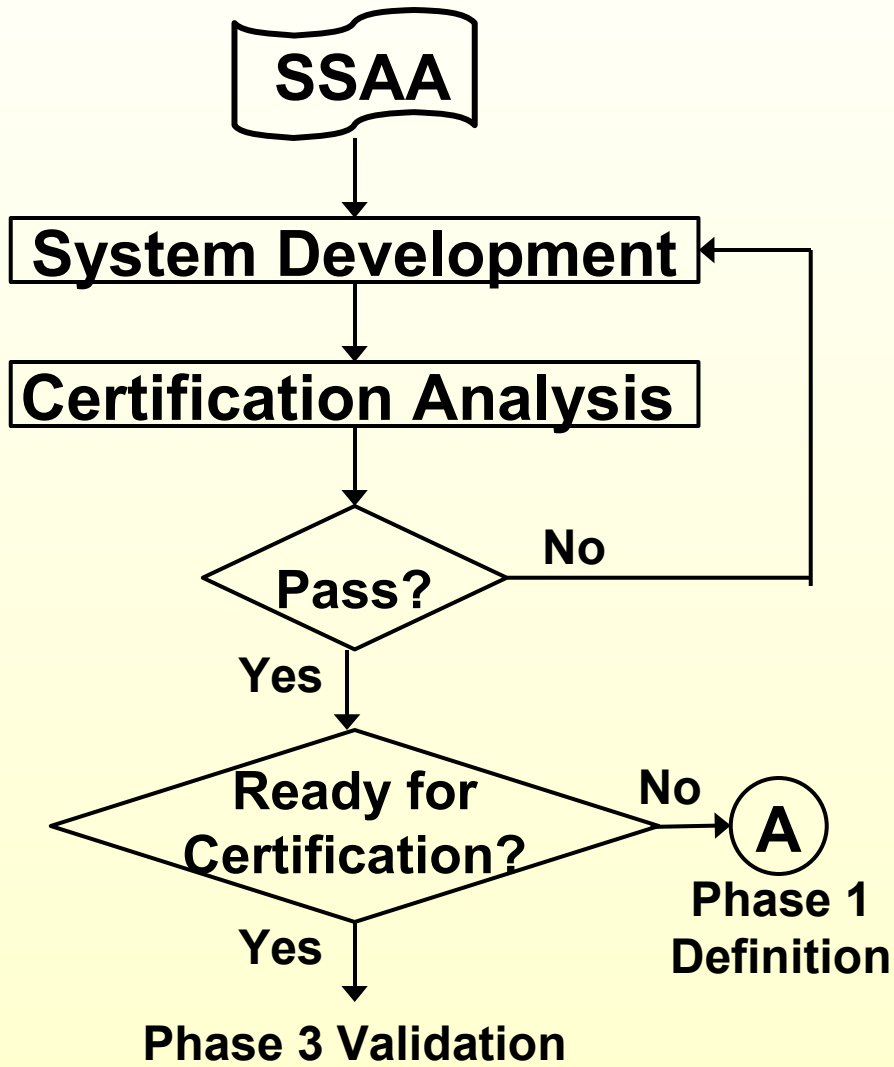 SSAA
System Development
Certification Analysis
No
Pass?
Yes
Ready for
Certification?
No
A
Phase 1
Definition
Yes
Phase 3 Validation